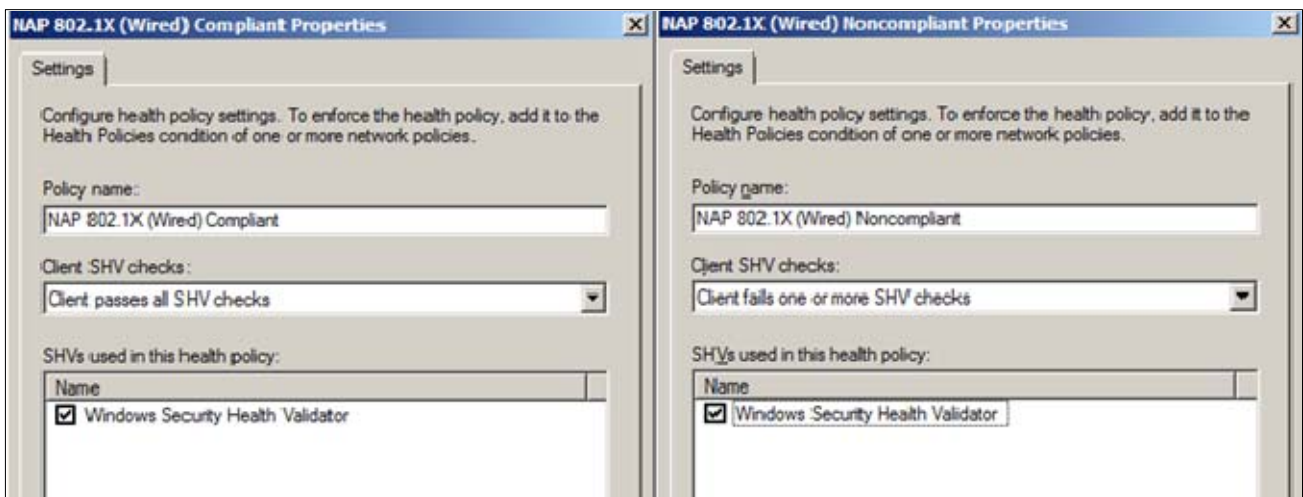 NAP 802.1X (Wired) Compliant Properties
Settings
Configure health policy settings. To enforce the health policy, add it to the
Health Policies condition of one or more network policies.
Policy name:
NAP 802.1X (Wired) Compliant
Client SHV checks:
Client passes all SHV checks
SHVs used in this health policy:
Name
Windows Security Health Validator
NAP 802.1X (Wired) Noncompliant Properties
Settings
Configure health policy settings. To enforce the health policy, add it to the
Health Policies condition of one or more network policies.
Policy name:
NAP 802.1X (Wired) Noncompliant
Client SHV checks:
Client fails one or more SHV checks
SHVs used in this health policy:
Name
Windows Security Health Validator